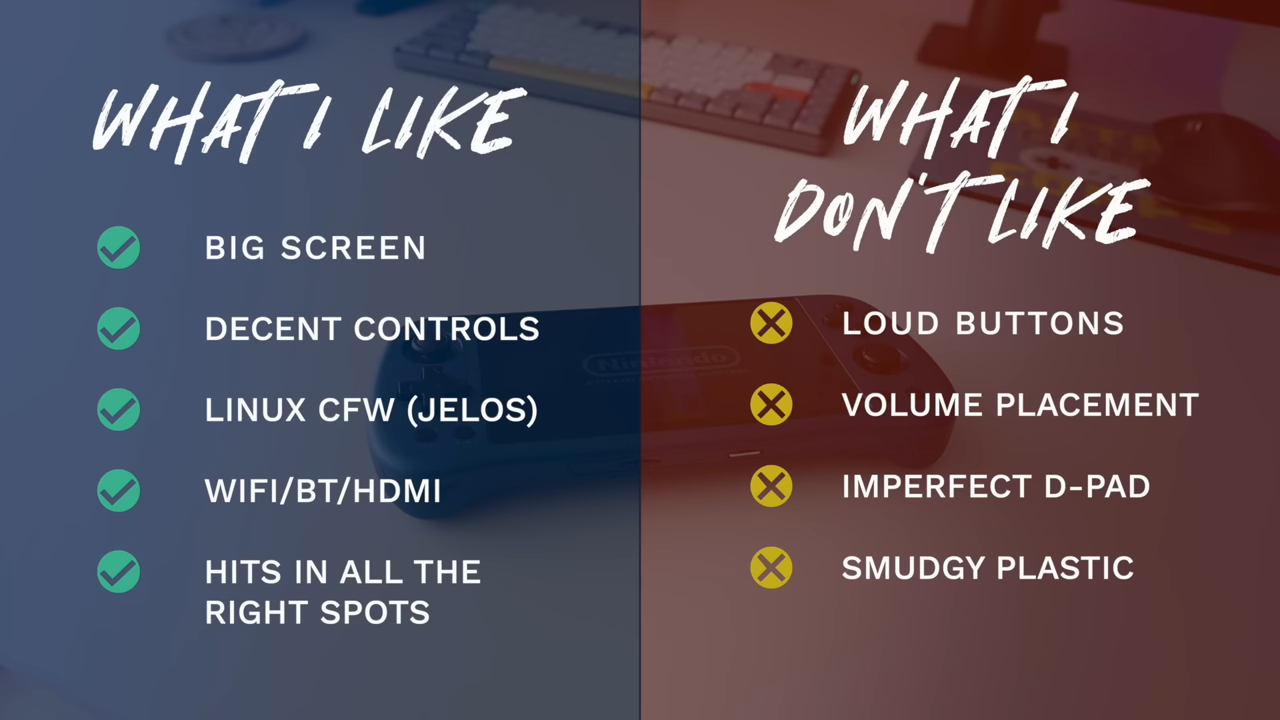 WHAT I LIKE
BIG SCREEN
DECENT CONTROLS
LINUX CFW (JELOS)
WIFI/BT/HDMI
HITS IN ALL THE
RIGHT SPOTS
WHAT I
DON'T LIKE
LOUD BUTTONS
VOLUME PLACEMENT
IMPERFECT D-PAD
SMUDGY PLASTIC
Nintendo